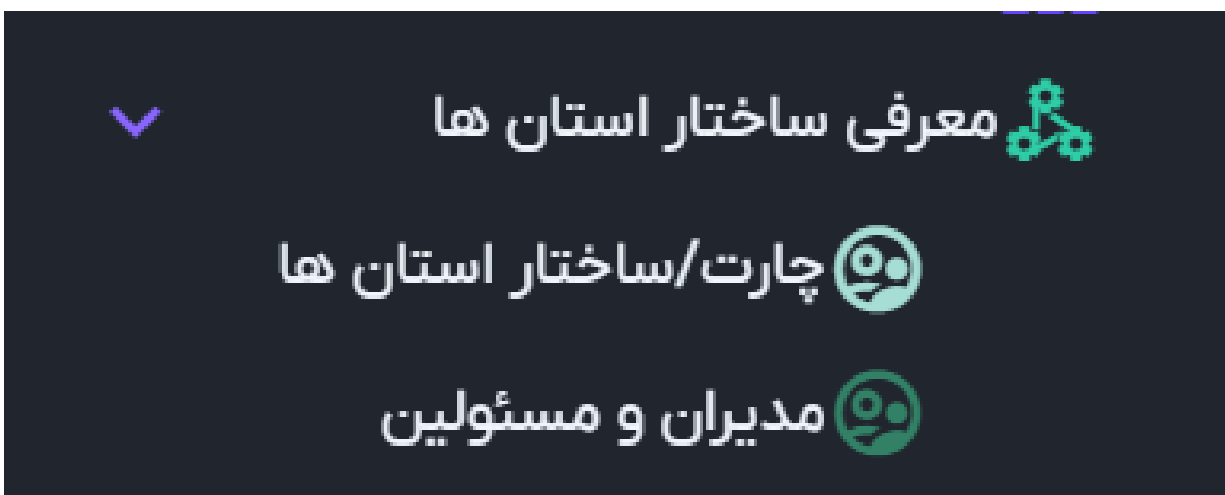 معرفی ساختار استان ها
چارت/ساختار استان ها
مدیران و مسئولین